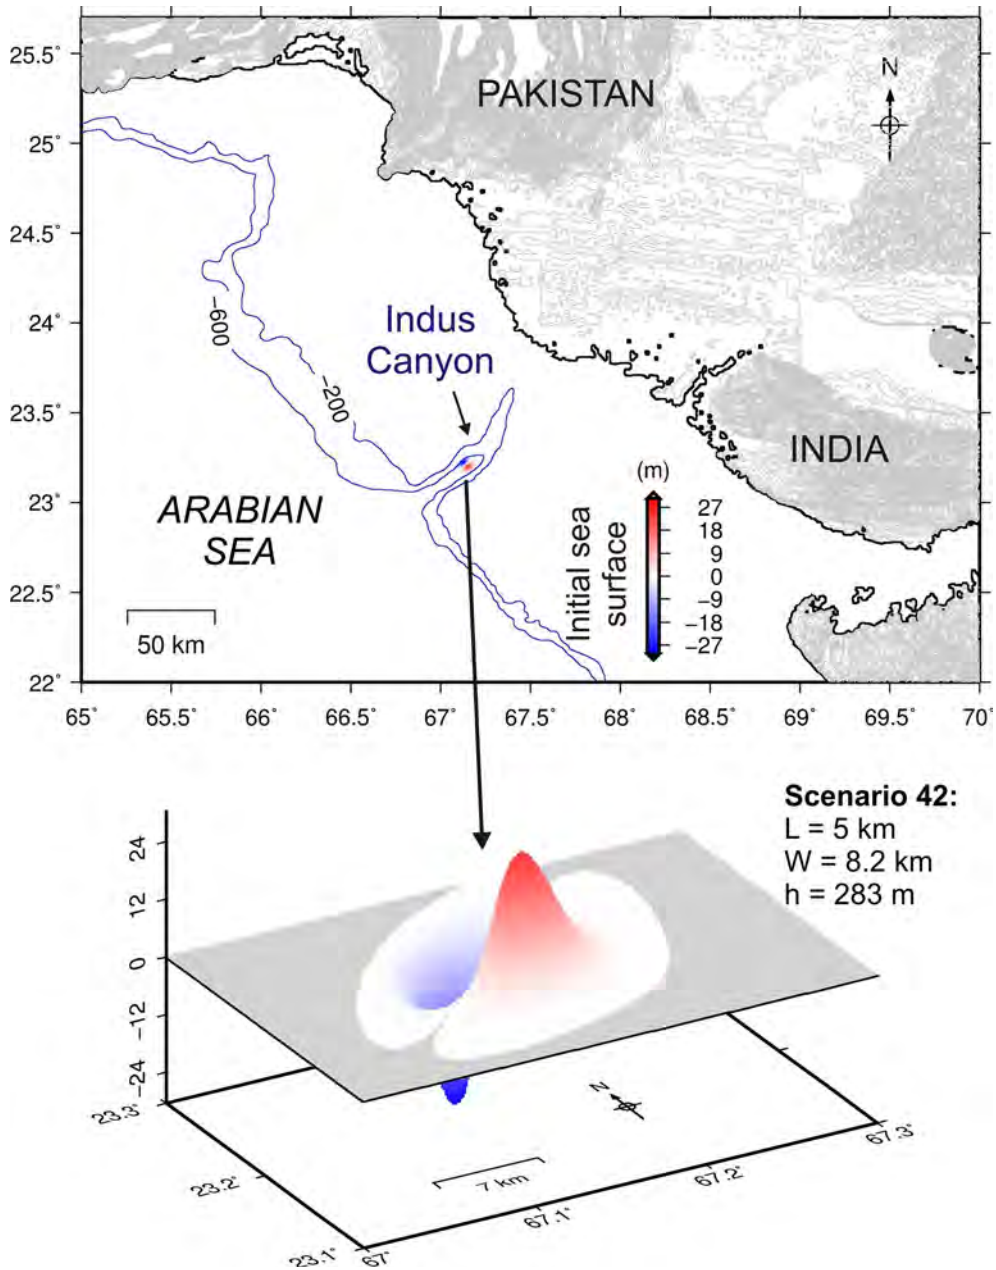 25.5°
25°
24.5°
24°
23.5°
23°
22.5°
22°
PAKISTAN
N
Indus
Canyon
−600
−200
INDIA
ARABIAN
SEA
50 km
(m)
Initial sea
surface
27
18
9
0
−9
−18
−27
65°
65.5°
66°
66.5°
67°
67.5°
68°
68.5°
69°
69.5°
70°
Scenario 42:
L = 5 km
W = 8.2 km
h = 283 m
24
12
0
−12
−24
23.3°
23.2°
23.1°
N
7 km
67°
67.1°
67.2°
67.3°